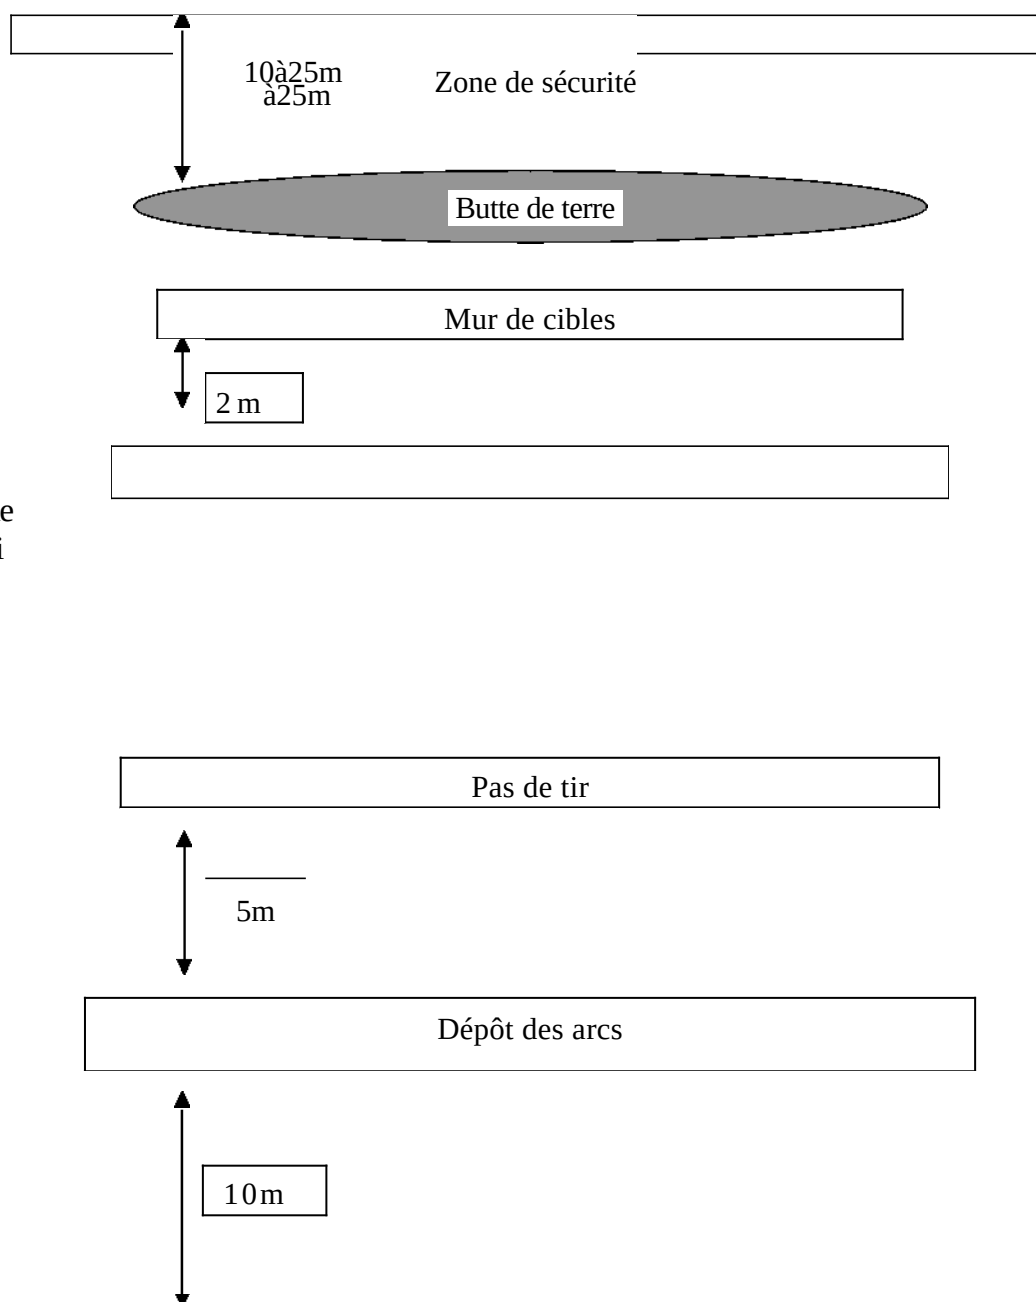 10à25m
à25m
Zone de sécurité
Butte de terre
Mur de cibles
2 m
e
i
Pas de tir
5m
Dépôt des arcs
10m